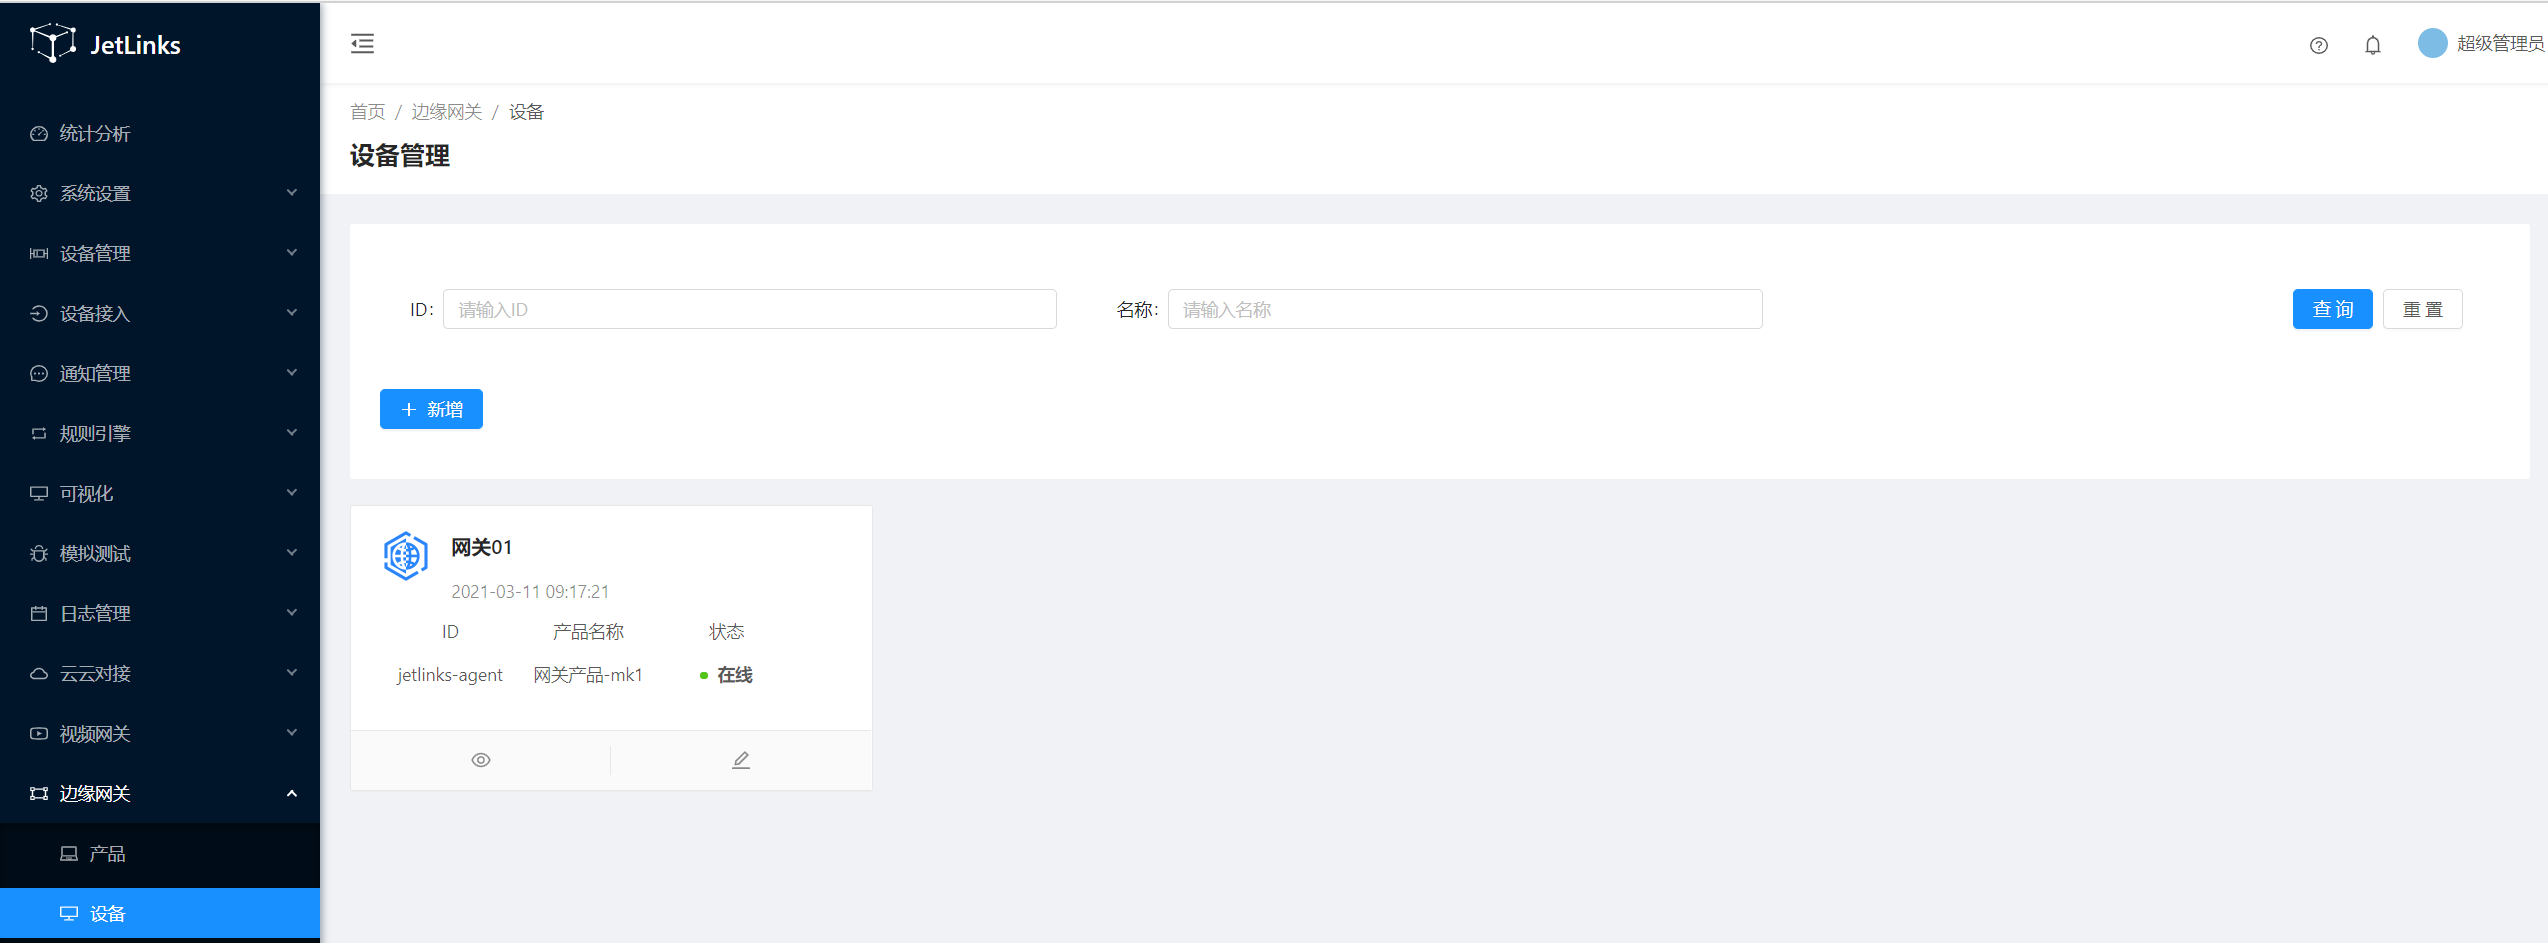 JetLinks
统计分析
系统设置
设备管理
设备接入
通知管理
规则引擎
可视化
模拟测试
日志管理
云云对接
视频网关
边缘网关
产品
设备
超级管理员
首页 / 边缘网关 / 设备
设备管理
ID: 请输入ID 名称: 请输入名称 查 询 重 置
+ 新增
网关01
2021-03-11 09:17:21
ID 产品名称 状态
jetlinks-agent 网关产品-mk1 在线